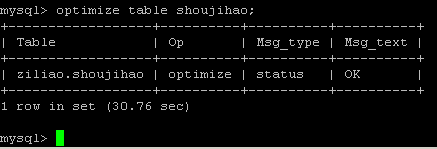 mysql> optimize table shoujihao;
+------------------+----------+----------+----------+
| Table            | Op       | Msg_type | Msg_text |
+------------------+----------+----------+----------+
| ziliao.shoujihao | optimize | status   | OK       |
+------------------+----------+----------+----------+
1 row in set (30.76 sec)
mysql>